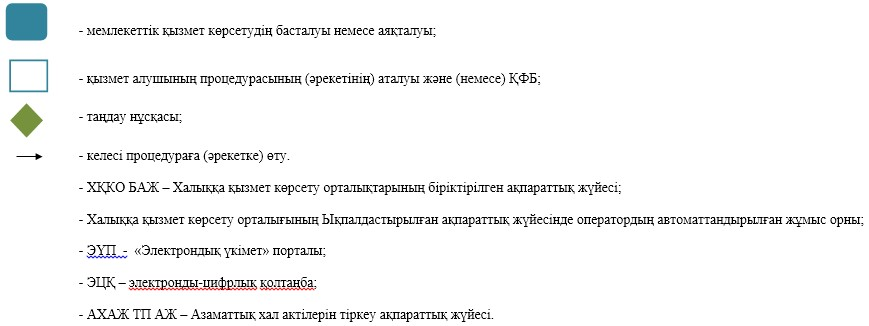 - мемлекеттік қызмет көрсетудің басталуы немесе аяқталуы;
- қызмет алушының процедурасының (әрекетінің) аталуы және (немесе) ҚФБ;
- таңдау нұсқасы;
- келесі процедураға (әрекетке) өту.
- ХҚКО БАЖ – Халыққа қызмет көрсету орталықтарының біріктірілген ақпараттық жүйесі;
- Халыққа қызмет көрсету орталығының Ықпалдастырылған ақпараттық жүйесінде оператордың автоматтандырылған жұмыс орны;
- ЭҮП - «Электрондық үкімет» порталы;
- ЭЦҚ – электронды-цифрлық қолтаңба;
- АХАЖ ТП АЖ – Азаматтық хал актілерін тіркеу ақпараттық жүйесі.